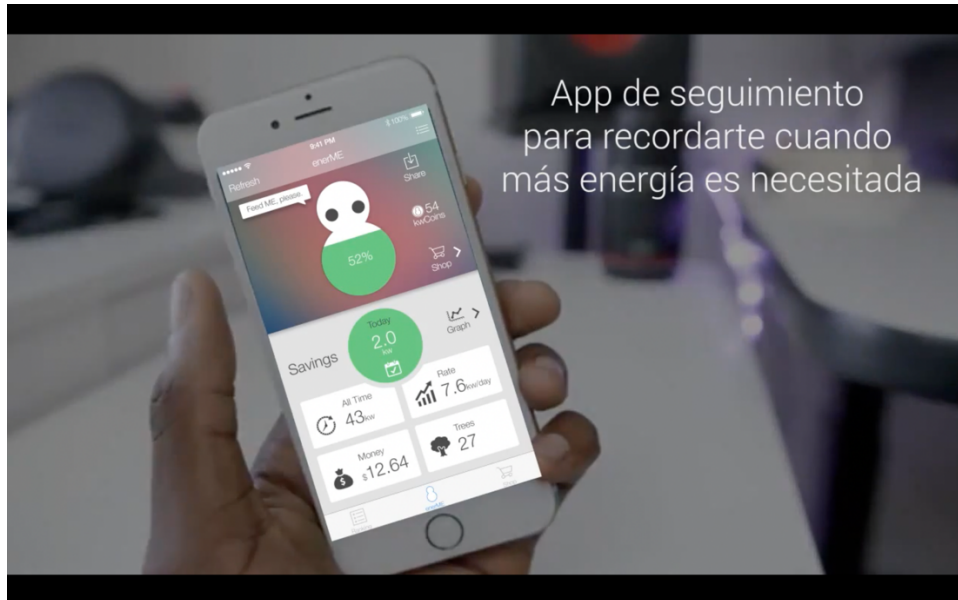 App de seguimiento
para recordarte cuando
más energía es necesitada
9:41 PM
100%
Refresh
enerME
Feed ME, please.
Share
54
kwCoins
52%
Shop
Today
2.0
kw
Savings
Graph
All Time
43kw
Rate
7.6kw/day
Money
$12.64
Trees
27